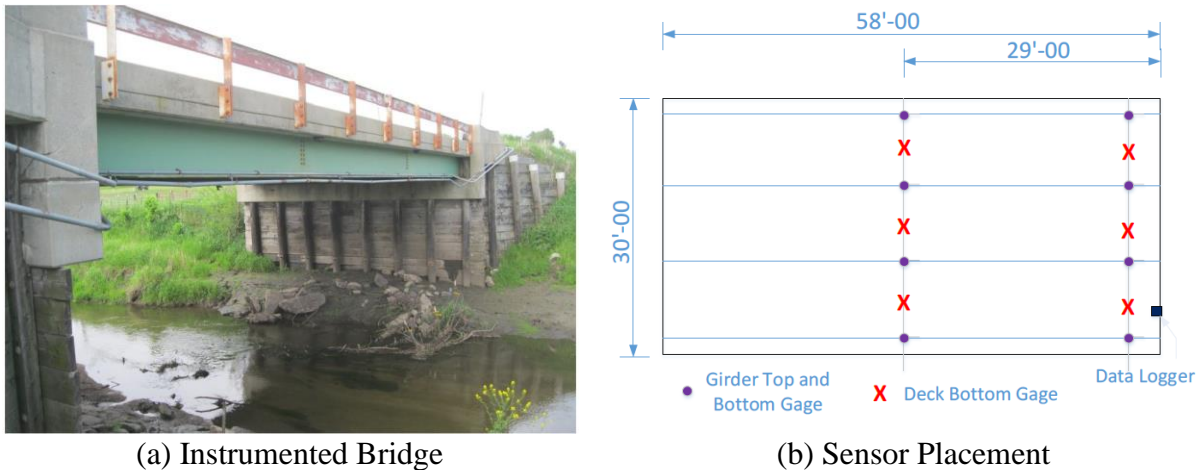 58'-00
29'-00
30'-00
X X
X X
X X
Girder Top and
Bottom Gage
X Deck Bottom Gage
Data Logger
(a) Instrumented Bridge
(b) Sensor Placement